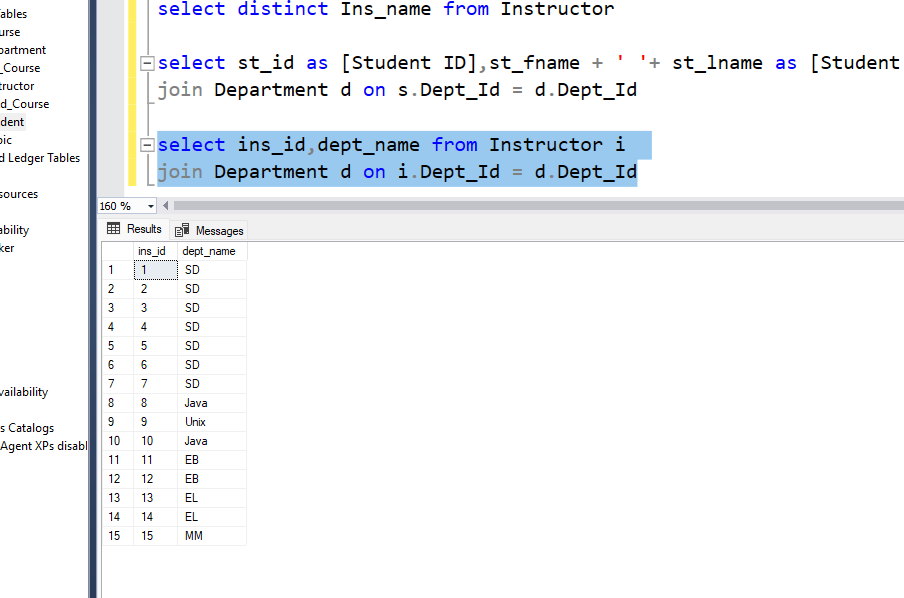 ables
urse
partment
_Course
tructor
d_Course
dent
pic
d Ledger Tables
sources
ability
ker
vailability
s Catalogs
Agent XPs disabl
select distinct Ins_name from Instructor
select st_id as [Student ID],st_fname + ' '+ st_lname as [Student
join Department d on s.Dept_Id = d.Dept_Id
select ins_id,dept_name from Instructor i
join Department d on i.Dept_Id = d.Dept_Id
160 %
Results Messages
ins_id dept_name
1 1 SD
2 2 SD
3 3 SD
4 4 SD
5 5 SD
6 6 SD
7 7 SD
8 8 Java
9 9 Unix
10 10 Java
11 11 EB
12 12 EB
13 13 EL
14 14 EL
15 15 MM